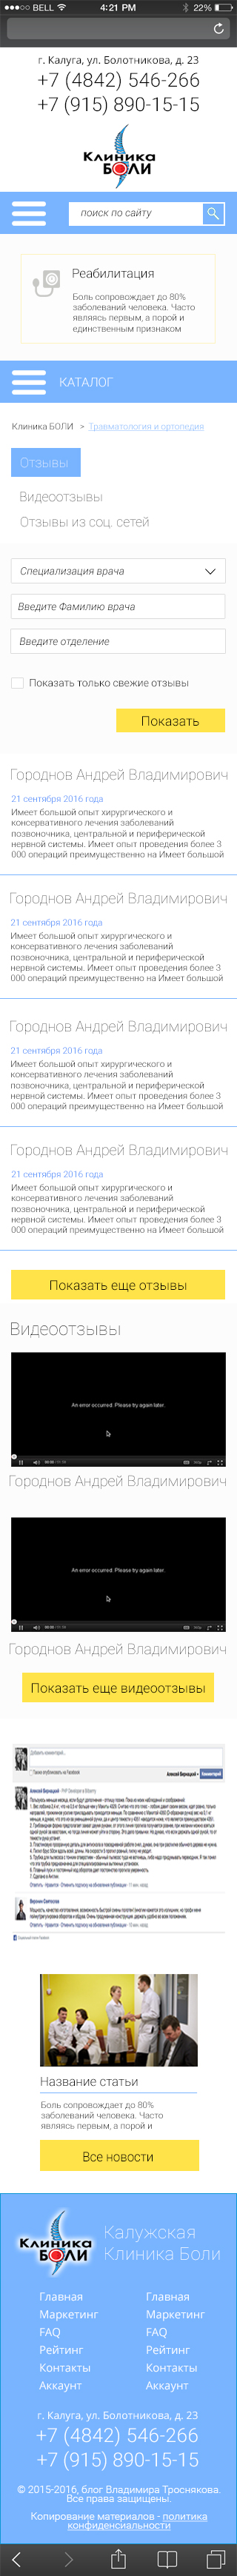 BELL
4:21 PM
22%
г. Калуга, ул. Болотникова, д. 23
+7 (4842) 546-266
+7 (915) 890-15-15
Клиника
БОЛИ
поиск по сайту
Реабилитация
Боль сопровождает до 80%
заболеваний человека. Часто
являясь первым, а порой и
единственным признаком
КАТАЛОГ
Клиника БОЛИ > Травматология и ортопедия
Отзывы
Видеоотзывы
Отзывы из соц. сетей
Специализация врача
Введите Фамилию врача
Введите отделение
Показать только свежие отзывы
Показать
Городнов Андрей Владимирович
21 сентября 2016 года
Имеет большой опыт хирургического и
консервативного лечения заболеваний
позвоночника, центральной и периферической
нервной системы. Имеет опыт проведения более 3
000 операций преимущественно на Имеет большой
Городнов Андрей Владимирович
21 сентября 2016 года
Имеет большой опыт хирургического и
консервативного лечения заболеваний
позвоночника, центральной и периферической
нервной системы. Имеет опыт проведения более 3
000 операций преимущественно на Имеет большой
Городнов Андрей Владимирович
21 сентября 2016 года
Имеет большой опыт хирургического и
консервативного лечения заболеваний
позвоночника, центральной и периферической
нервной системы. Имеет опыт проведения более 3
000 операций преимущественно на Имеет большой
Городнов Андрей Владимирович
21 сентября 2016 года
Имеет большой опыт хирургического и
консервативного лечения заболеваний
позвоночника, центральной и периферической
нервной системы. Имеет опыт проведения более 3
000 операций преимущественно на Имеет большой
Показать еще отзывы
Видеоотзывы
An error occurred. Please try again later.
Городнов Андрей Владимирович
An error occurred. Please try again later.
Городнов Андрей Владимирович
Показать еще видеоотзывы
Добавить комментарий...
Комментарий
Название статьи
Боль сопровождает до 80%
заболеваний человека. Часто
являясь первым, а порой и
Все новости
Клиника
БОЛИ
Калужская
Клиника Боли
Главная
Маркетинг
FAQ
Рейтинг
Контакты
Аккаунт
Главная
Маркетинг
FAQ
Рейтинг
Контакты
Аккаунт
г. Калуга, ул. Болотникова, д. 23
+7 (4842) 546-266
+7 (915) 890-15-15
© 2015-2016, блог Владимира Троснякова.
Все права защищены.
Копирование материалов - политика
конфиденсиальности